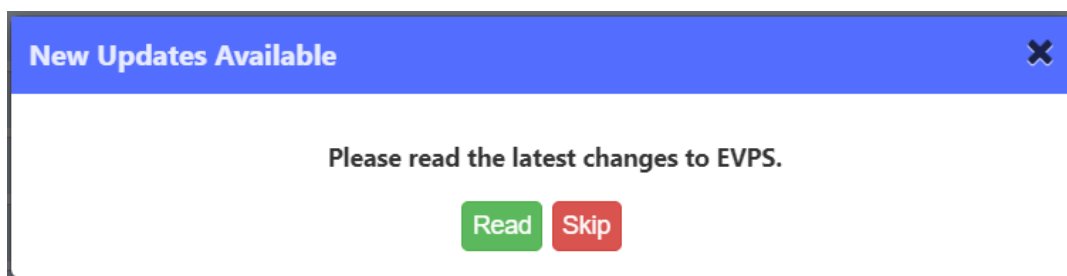 New Updates Available
Please read the latest changes to EVPS.
Read Skip